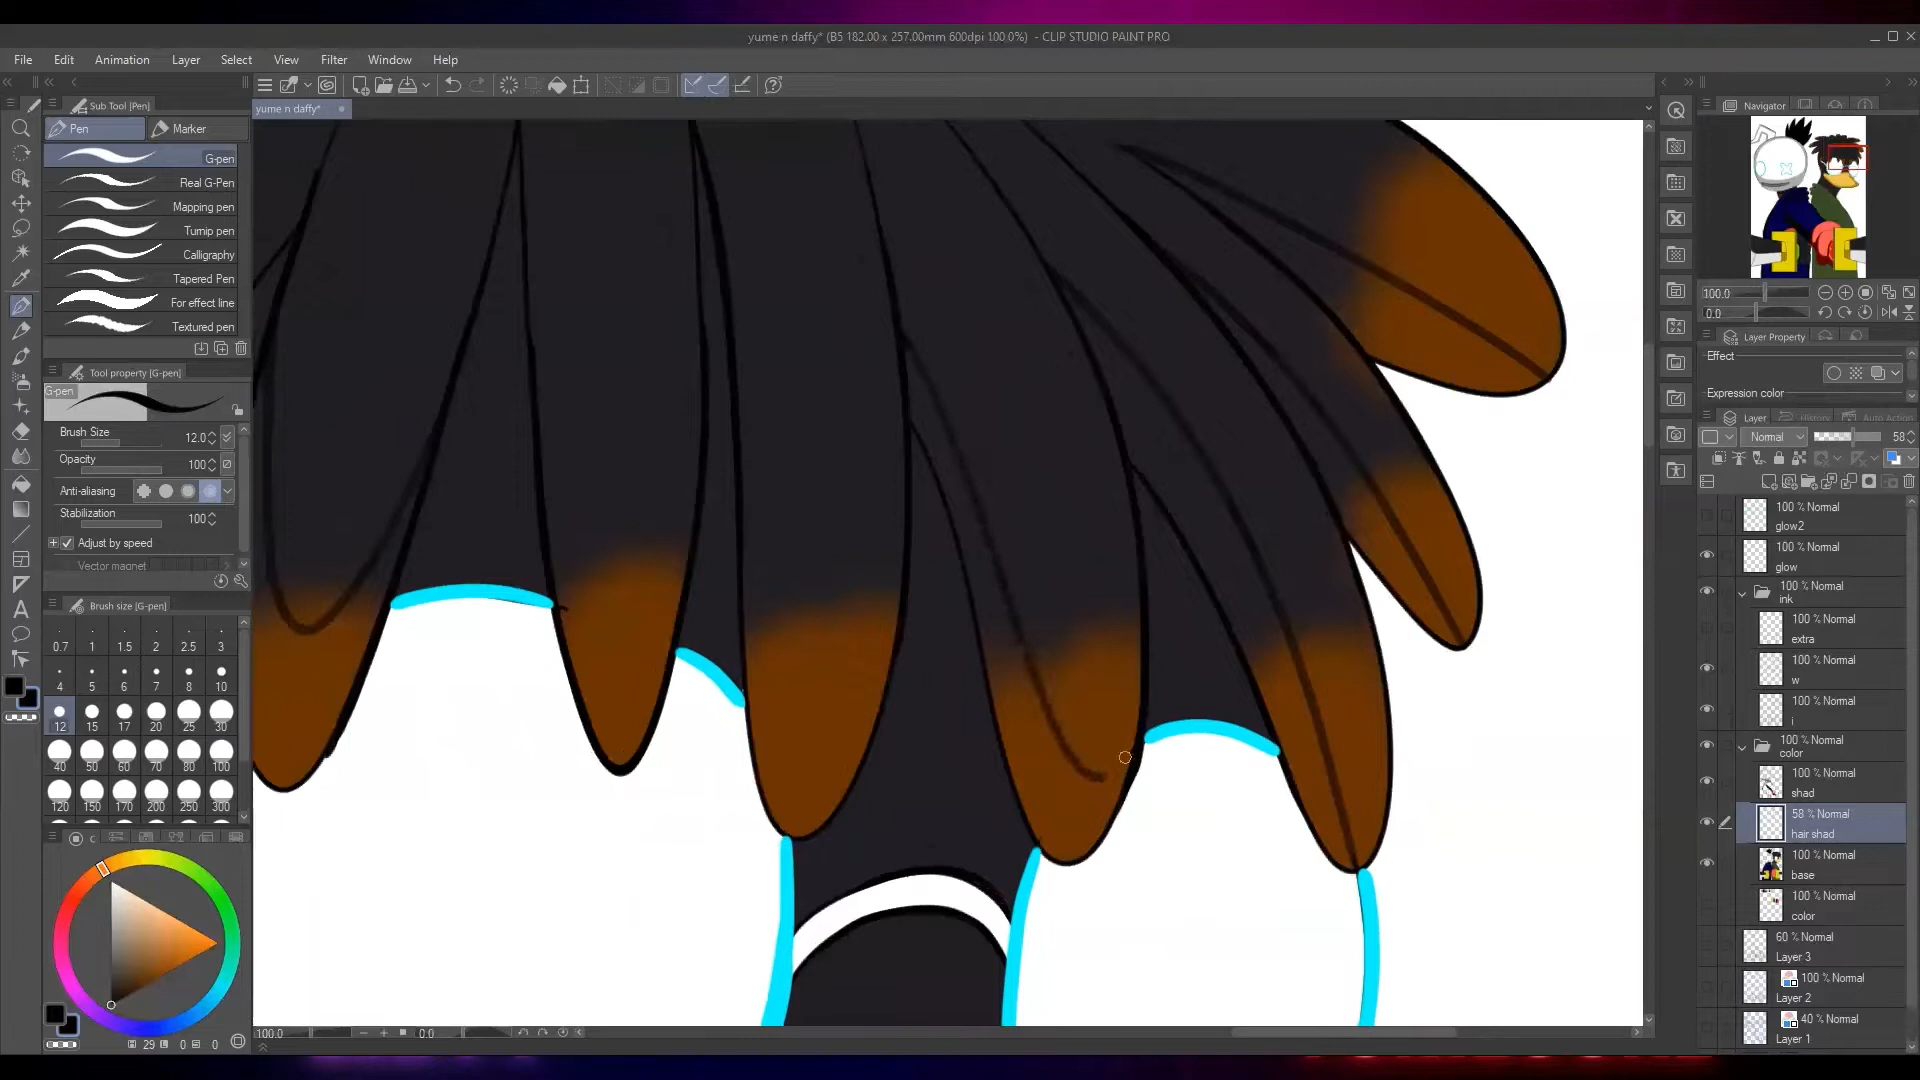 yume n daffy* (B5 182.00 x 257.00mm 600dpi 100.0%) - CLIP STUDIO PAINT PRO
File Edit Animation Layer Select View Filter Window Help
Sub Tool [Pen]
yume n daffy*
Pen Marker
G-pen
Real G-Pen
Mapping pen
Turnip pen
Calligraphy
Tapered Pen
For effect line
Textured pen
Tool property [G-pen]
G-pen
Brush Size 12.0
Opacity 100
Anti-aliasing
Stabilization 100
Adjust by speed
Vector magnet
Brush size [G-pen]
0.7 1 1.5 2 2.5 3
4 5 6 7 8 10
12 15 17 20 25 30
40 50 60 70 80 100
120 150 170 200 250 300
29 0 0
100.0 0.0
Navigator
100.0
0.0
Layer Property
Effect
Expression color
Layer History Auto Action
Normal 58
100 % Normal
glow2
100 % Normal
glow
100 % Normal
ink
100 % Normal
extra
100 % Normal
w
100 % Normal
i
100 % Normal
color
100 % Normal
shad
58 % Normal
hair shad
100 % Normal
base
100 % Normal
color
60 % Normal
Layer 3
100 % Normal
Layer 2
40 % Normal
Layer 1